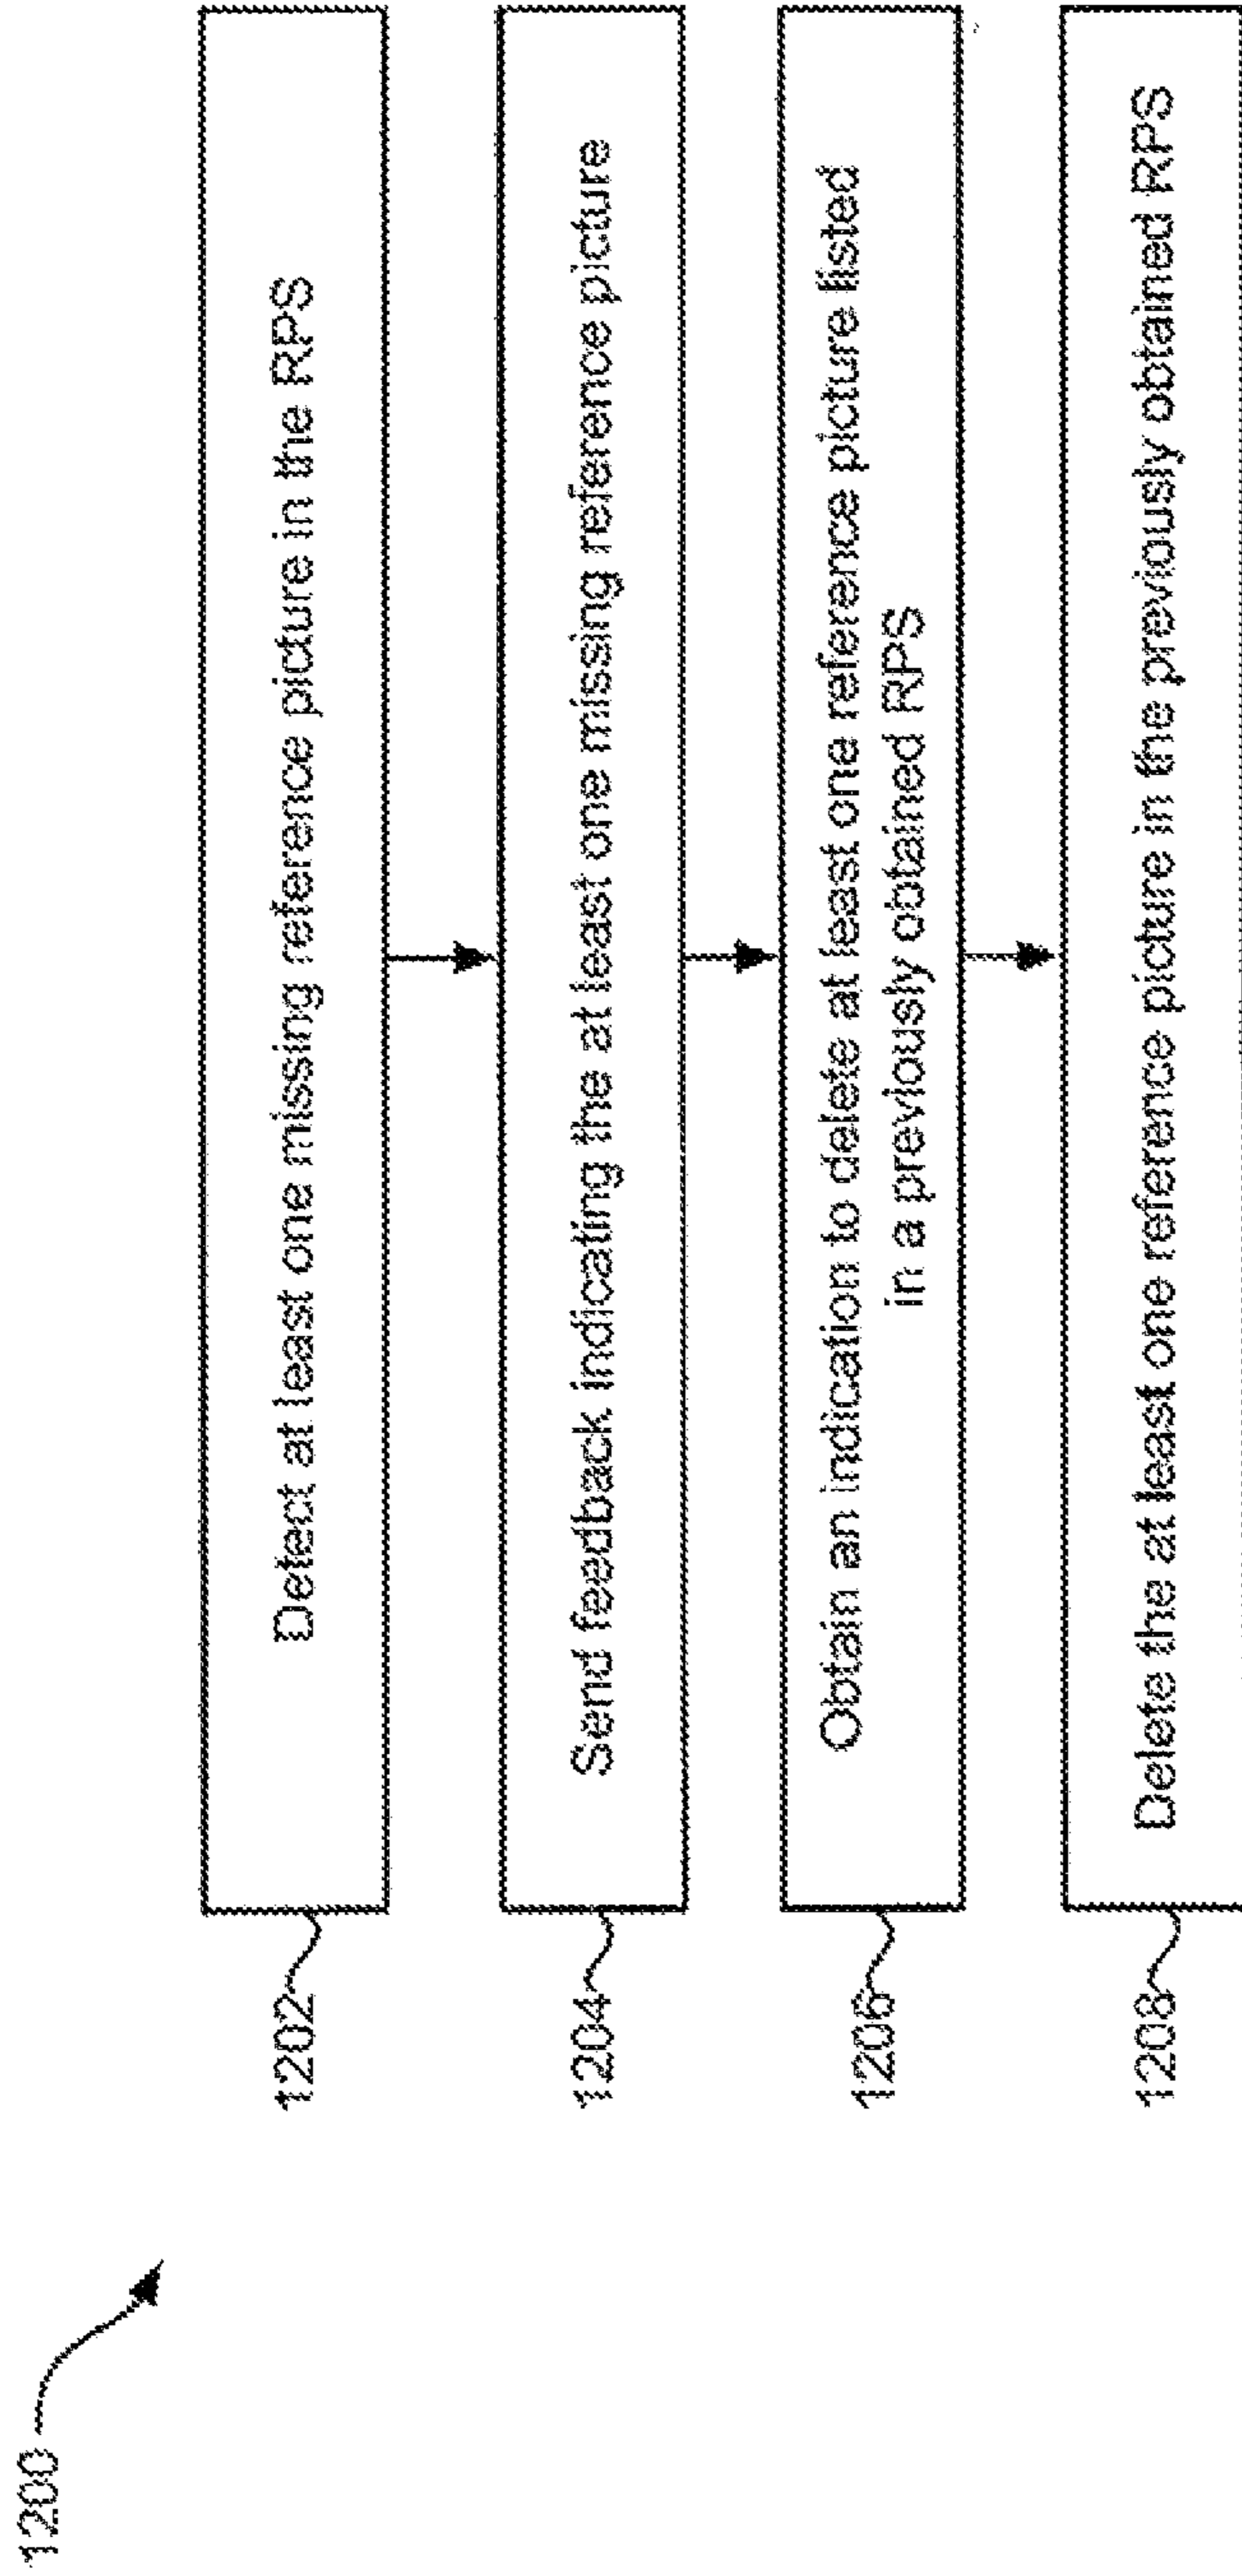 1200
1202
Detect at least one missing reference picture in the RPS
1204
Send feedback indicating the at least one missing reference picture
1206
Obtain an indication to delete at least one reference picture listed
in a previously obtained RPS
1208
Delete the at least one reference picture in the previously obtained RPS